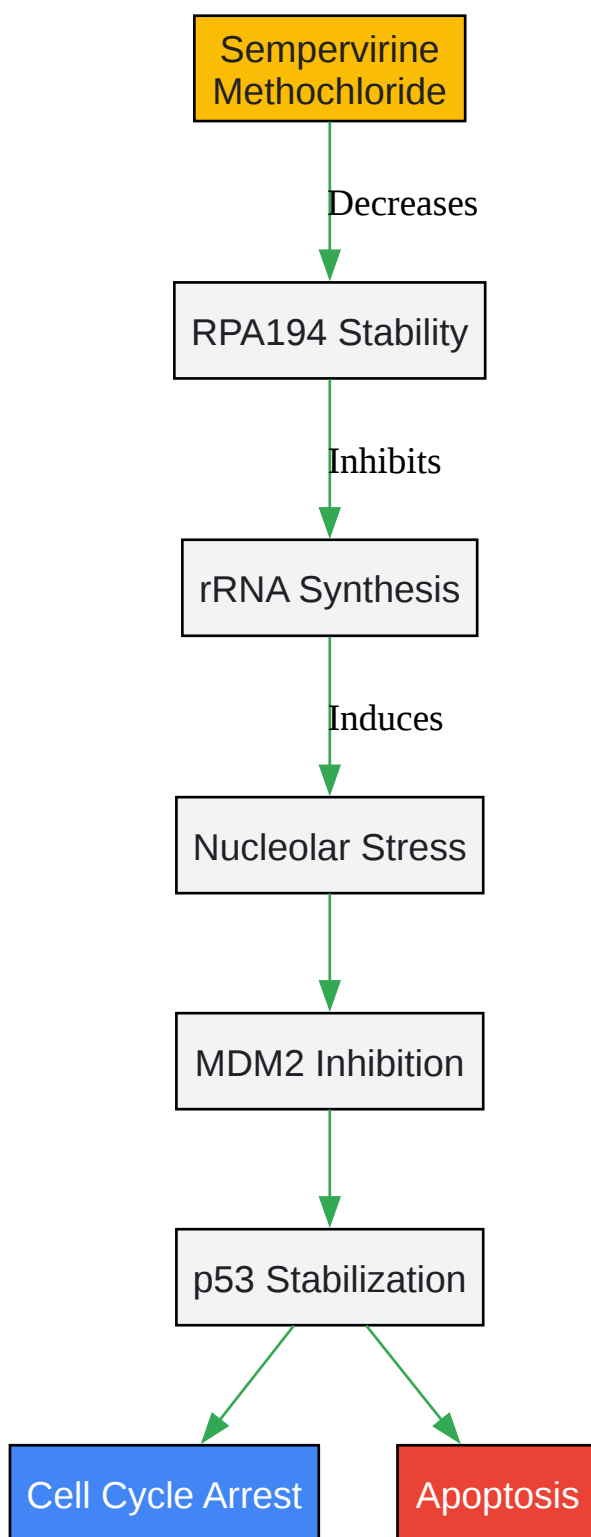 Sempervirine
Methochloride
Decreases
RPA194 Stability
Inhibits
rRNA Synthesis
Induces
Nucleolar Stress
MDM2 Inhibition
p53 Stabilization
Cell Cycle Arrest
Apoptosis